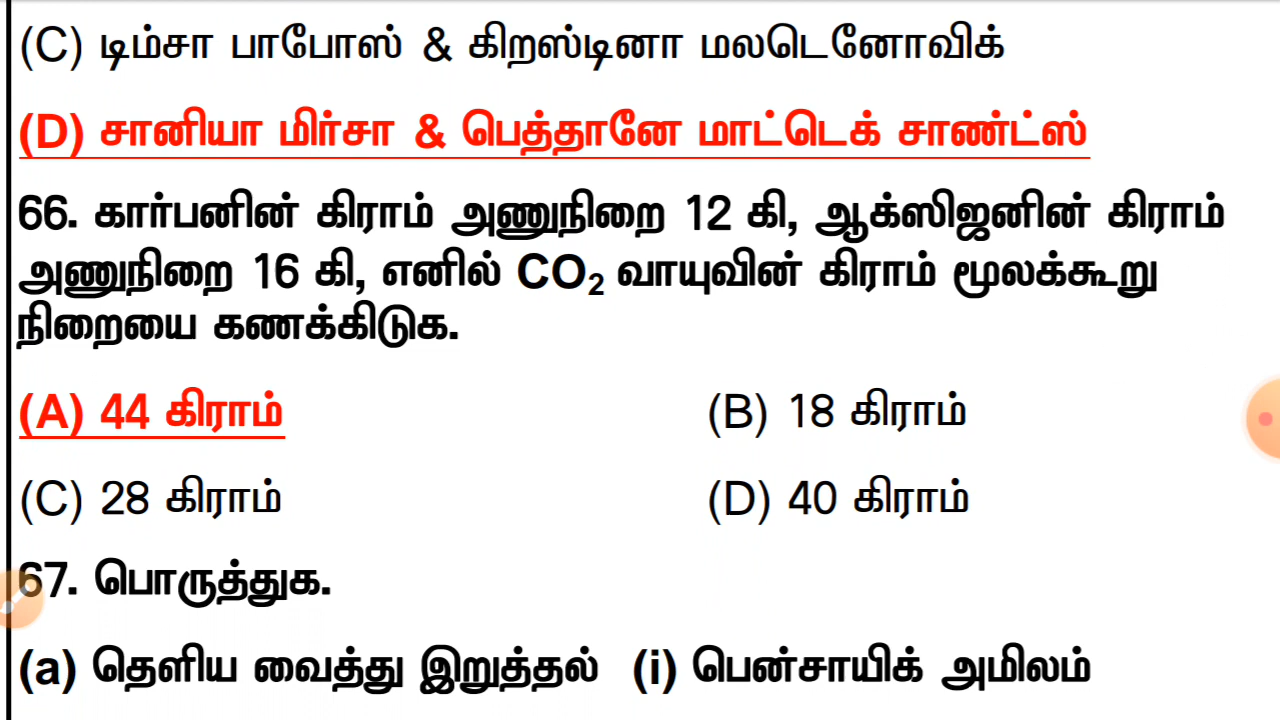 (C) டிம்சா பாபோஸ் & கிறஸ்டினா மலடெனோவிக்
(D) சானியா மிர்சா & பெத்தானே மாட்டெக் சாண்ட்ஸ்
66. கார்பனின் கிராம் அணுநிறை 12 கி, ஆக்ஸிஜனின் கிராம்
அணுநிறை 16 கி, எனில் CO₂ வாயுவின் கிராம் மூலக்கூறு
நிறையை கணக்கிடுக.
(A) 44 கிராம் (B) 18 கிராம்
(C) 28 கிராம் (D) 40 கிராம்
67. பொருத்துக.
(a) தெளிய வைத்து இறுத்தல் (i) பென்சாயிக் அமிலம்